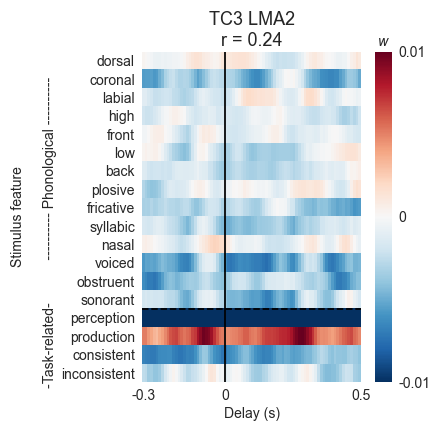 TC3 LMA2
r = 0.24
w
dorsal
coronal
labial
high
front
low
back
plosive
fricative
syllabic
nasal
voiced
obstruent
sonorant
perception
production
consistent
inconsistent
Stimulus feature
---------- Phonological ----------
-Task-related-
0.01
0
-0.01
-0.3
0
0.5
Delay (s)